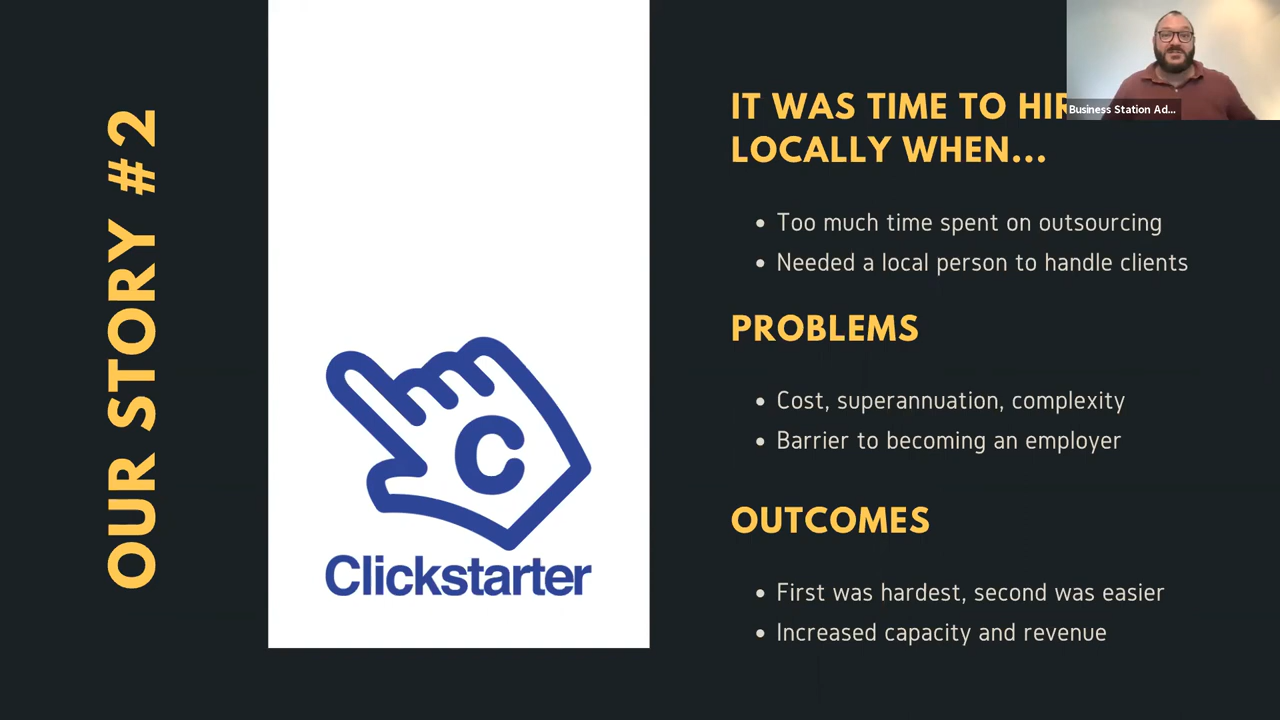 OUR STORY #2
C
Clickstarter
IT WAS TIME TO
LOCALLY WHEN...
• Too much time spent on outsourcing
• Needed a local person to handle clients
PROBLEMS
• Cost, superannuation, complexity
• Barrier to becoming an employer
OUTCOMES
• First was hardest, second was easier
• Increased capacity and revenue
Business Station Ad...